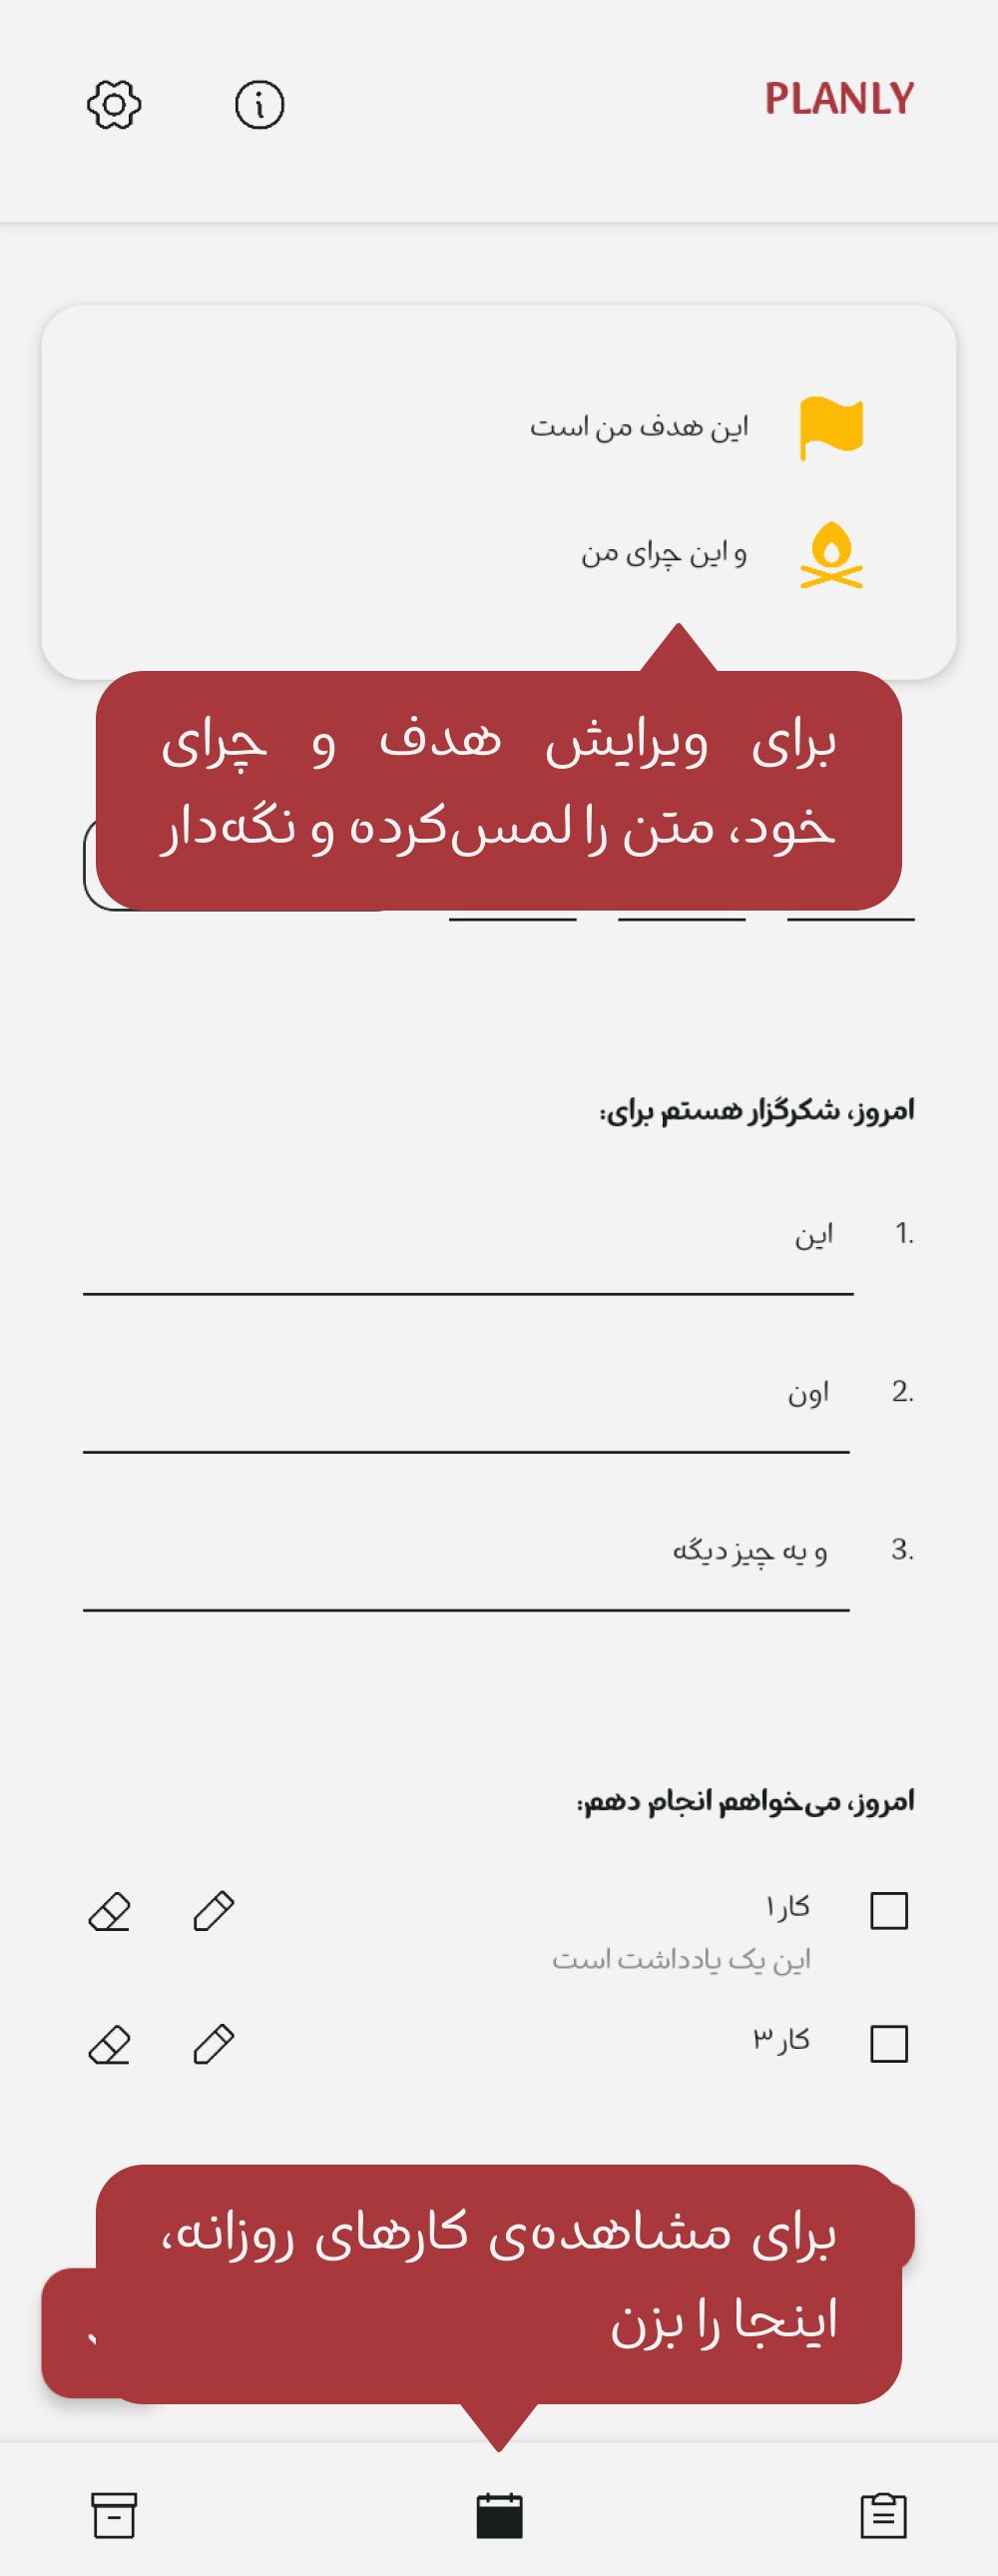 PLANLY
این هدف من است
و این چرای من
برای ویرایش هدف و چرای
خود، متن را لمس‌کرده و نگه‌دار
امروز، شکرگزار هستم برای:
1. این
2. اون
3. و یه چیز دیگه
امروز، می‌خواهم انجام دهم:
کار ۱
این یک یادداشت است
کار ۳
برای مشاهده‌ی کارهای روزانه،
اینجا را بزن